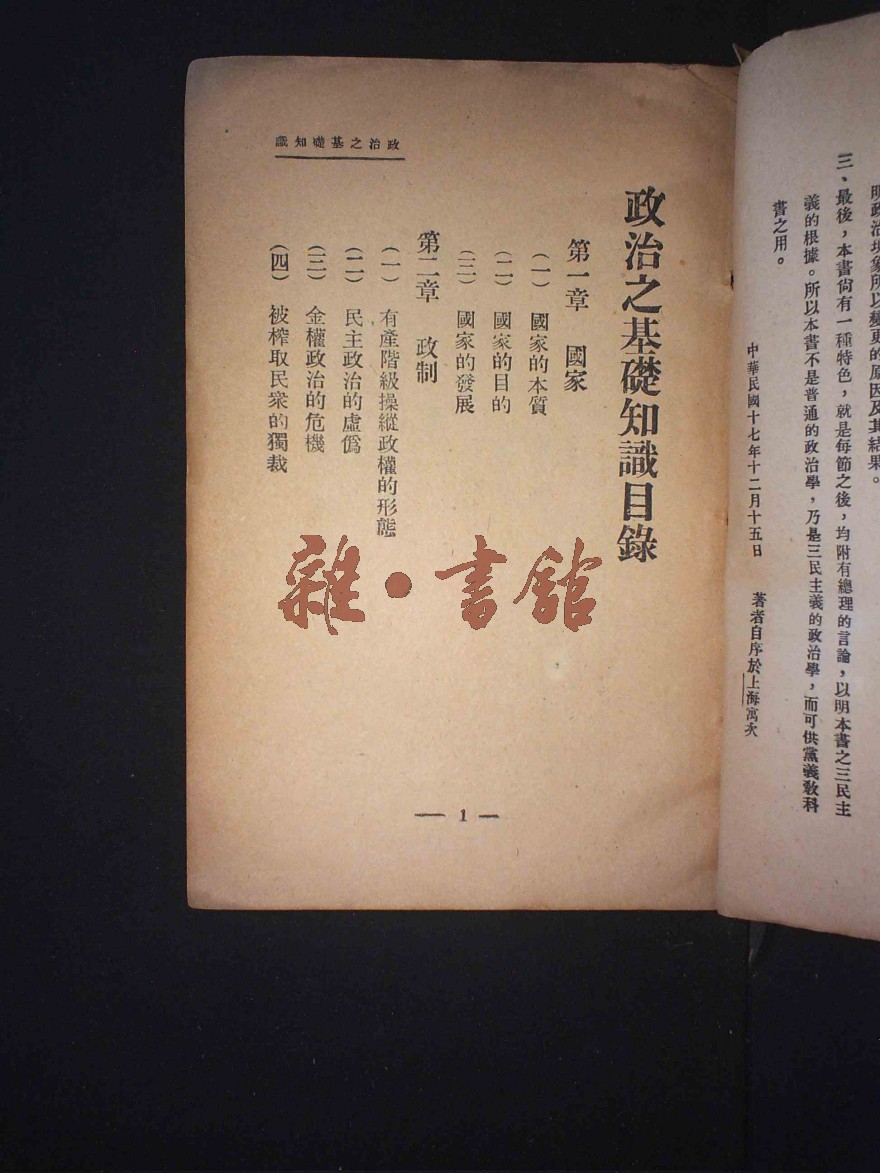 明政治現象所以變更的原因及其結果。
三、最後，本書尙有一種特色，就是每節之後，均附有總理的言論，以明本書之三民主
義的根據。所以本書不是普通的政治學，乃是三民主義的政治學，而可供黨義敎科
書之用。
中華民國十七年十二月十五日　著者自序於上海寓次
政治之基礎知識
政治之基礎知識目錄
第一章　國家
（一）　國家的本質
（二）　國家的目的
（三）　國家的發展
第二章　政制
（一）　有產階級操縱政權的形態
（二）　民主政治的虛僞
（三）　金權政治的危機
（四）　被榨取民衆的獨裁
雜·書館
— 1 —